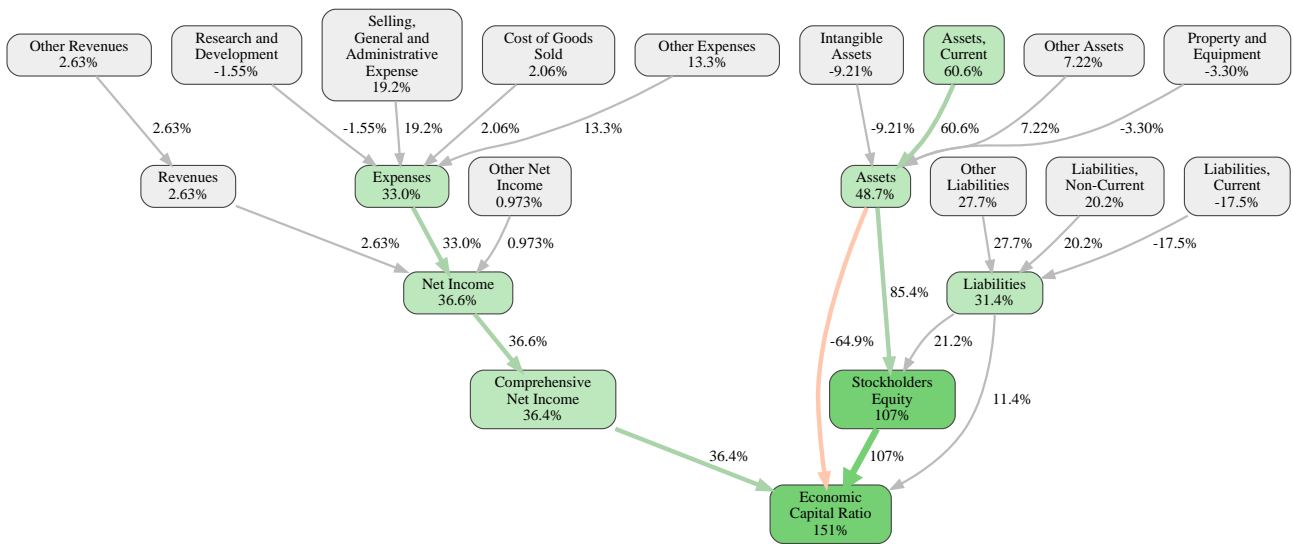 Other Revenues
2.63%
Research and
Development
-1.55%
Selling,
General and
Administrative
Expense
19.2%
Cost of Goods
Sold
2.06%
Other Expenses
13.3%
Intangible
Assets
-9.21%
Assets,
Current
60.6%
Other Assets
7.22%
Property and
Equipment
-3.30%
2.63%
-1.55%
19.2%
2.06%
13.3%
-9.21%
60.6%
7.22%
-3.30%
Revenues
2.63%
Expenses
33.0%
Other Net
Income
0.973%
Assets
48.7%
Other
Liabilities
27.7%
Liabilities,
Non-Current
20.2%
Liabilities,
Current
-17.5%
2.63%
33.0%
0.973%
27.7%
20.2%
-17.5%
Net Income
36.6%
85.4%
Liabilities
31.4%
36.6%
-64.9%
21.2%
Comprehensive
Net Income
36.4%
Stockholders
Equity
107%
11.4%
36.4%
107%
Economic
Capital Ratio
151%